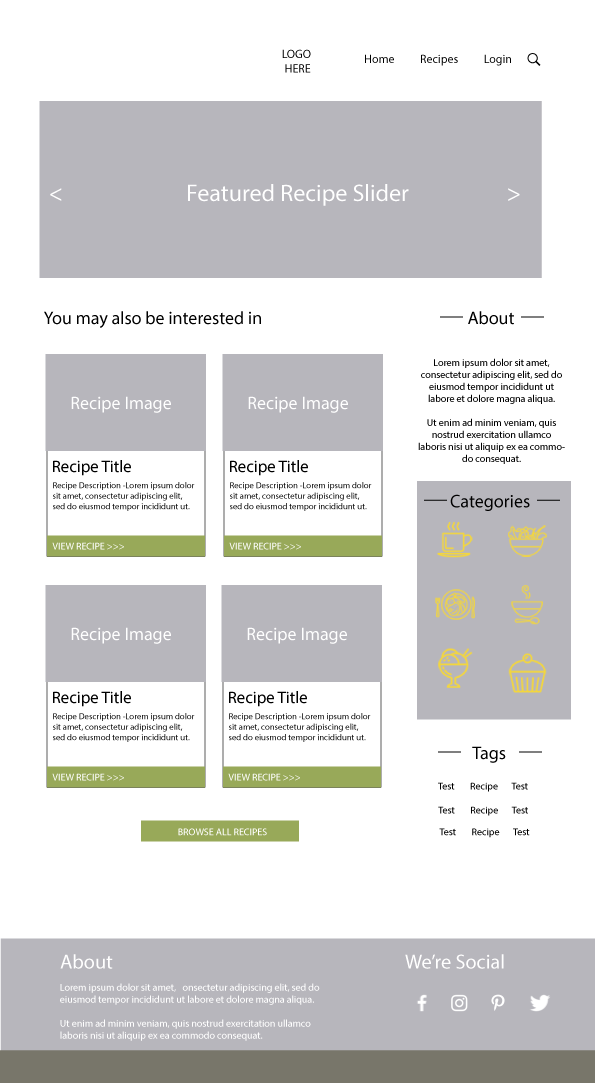 LOGO
HERE
Home Recipes Login
< Featured Recipe Slider >
You may also be interested in
Recipe Image
Recipe Title
Recipe Description -Lorem ipsum dolor
sit amet, consectetur adipiscing elit,
sed do eiusmod tempor incididunt ut.
VIEW RECIPE >>>
Recipe Image
Recipe Title
Recipe Description -Lorem ipsum dolor
sit amet, consectetur adipiscing elit,
sed do eiusmod tempor incididunt ut.
VIEW RECIPE >>>
Recipe Image
Recipe Title
Recipe Description -Lorem ipsum dolor
sit amet, consectetur adipiscing elit,
sed do eiusmod tempor incididunt ut.
VIEW RECIPE >>>
Recipe Image
Recipe Title
Recipe Description -Lorem ipsum dolor
sit amet, consectetur adipiscing elit,
sed do eiusmod tempor incididunt ut.
VIEW RECIPE >>>
BROWSE ALL RECIPES
About
Lorem ipsum dolor sit amet,
consectetur adipiscing elit, sed do
eiusmod tempor incididunt ut
labore et dolore magna aliqua.
Ut enim ad minim veniam, quis
nostrud exercitation ullamco
laboris nisi ut aliquip ex ea commo-
do consequat.
Categories
Tags
Test Recipe Test
Test Recipe Test
Test Recipe Test
About
Lorem ipsum dolor sit amet, onsectetur adipiscing elit, sed do
eiusmod tempor incididunt ut labore et dolore magna aliqua.
Ut enim ad minim veniam, quis nostrud exercitation ullamco
laboris nisi ut aliquip ex ea commodo consequat.
We're Social